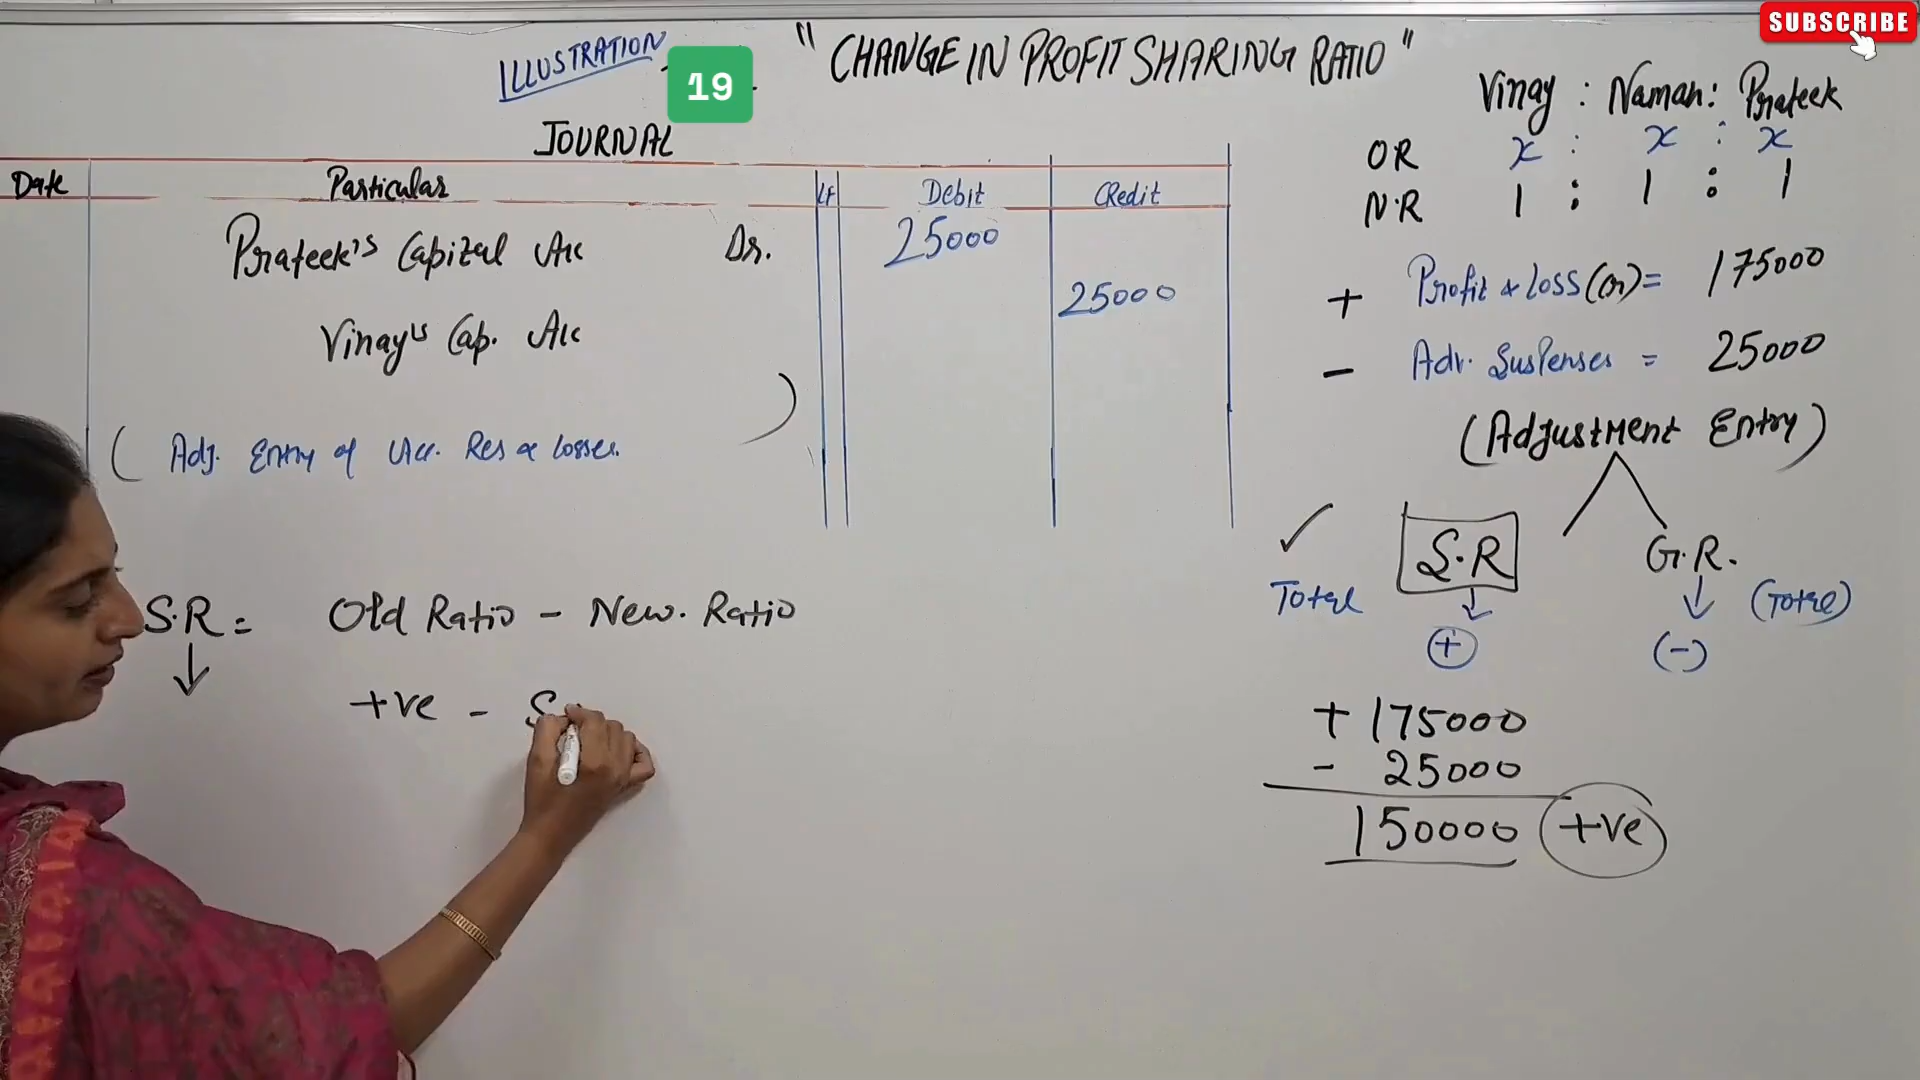 SUBSCRIBE
ILLUSTRATION - 19. "CHANGE IN PROFIT SHARING RATIO"
JOURNAL
Date Particular LF Debit Credit
Prateek's Capital A/c Dr. 25000
25000
Vinay's Cap. A/c
( Adj. Entry of Acc. Res & losses. )
S.R = Old Ratio - New. Ratio
↓
+ve - S
Vinay : Naman : Prateek
OR x : x : x
N.R 1 : 1 : 1
+ Profit & Loss (Cr) = 175000
- Adv. Suspenses = 25000
(Adjustment Entry)
✓ S.R G.R.
Total ↓ ↓ (Total)
(+) (-)
+ 175000
- 25000
150000 +ve